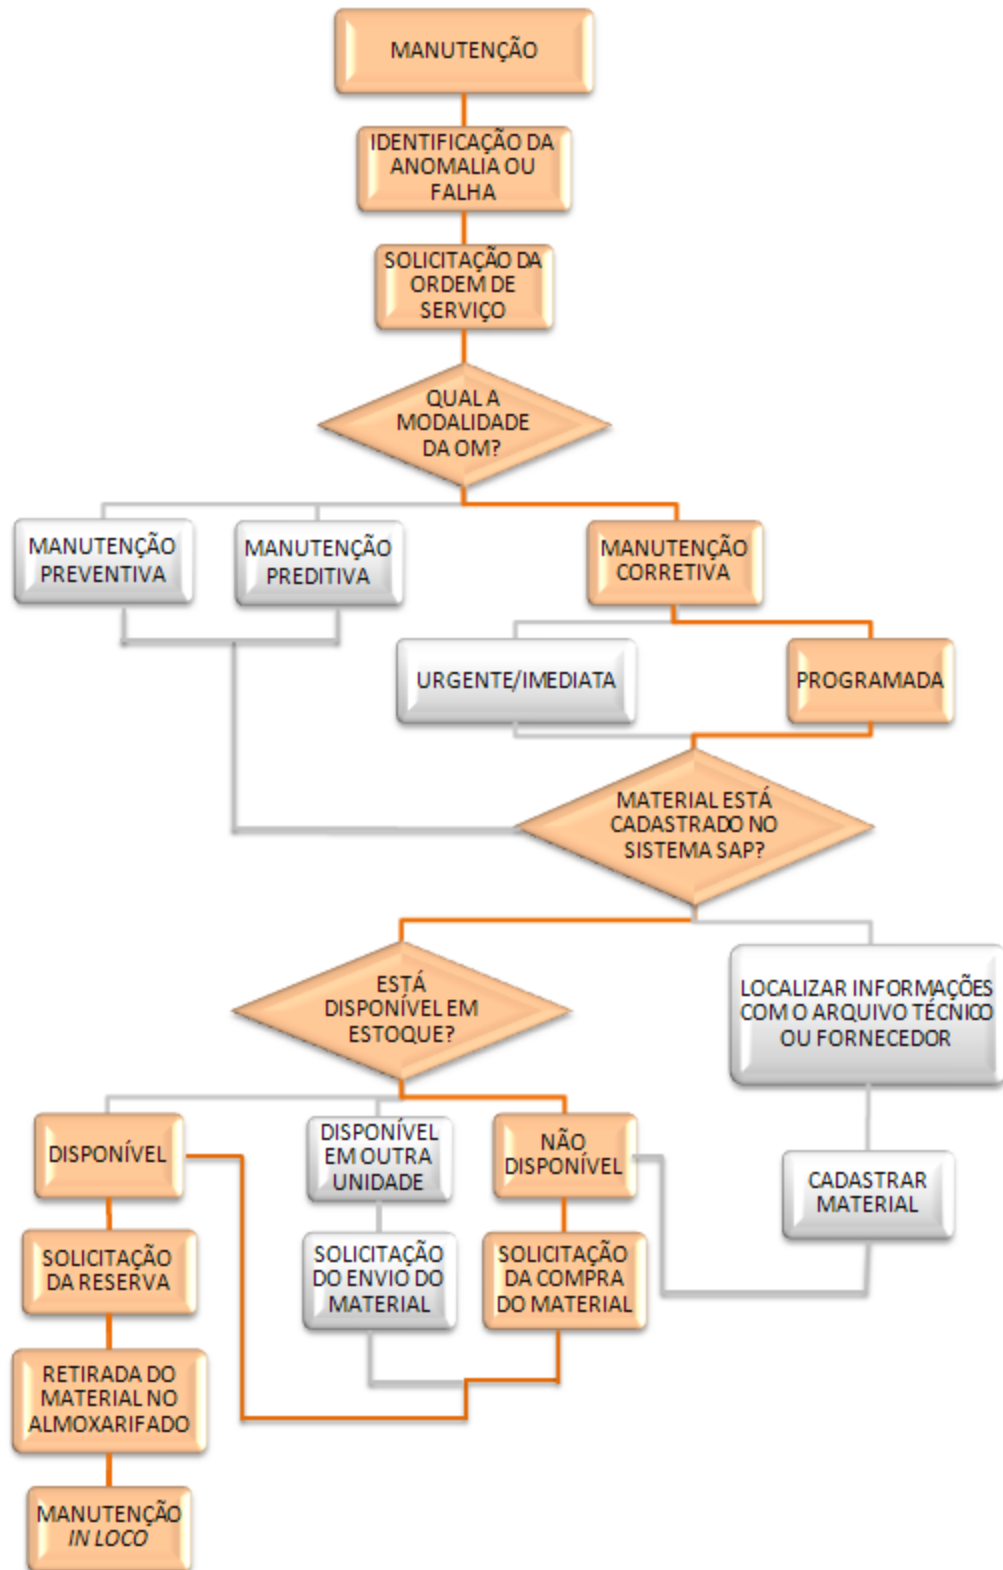 MANUTENÇÃO
IDENTIFICAÇÃO DA
ANOMALIA OU
FALHA
SOLICITAÇÃO DA
ORDEM DE
SERVIÇO
QUAL A
MODALIDADE
DA OM?
MANUTENÇÃO
PREVENTIVA
MANUTENÇÃO
PREDITIVA
MANUTENÇÃO
CORRETIVA
URGENTE/IMEDIATA
PROGRAMADA
MATERIAL ESTÁ
CADASTRADO NO
SISTEMA SAP?
ESTÁ
DISPONÍVEL EM
ESTOQUE?
LOCALIZAR INFORMAÇÕES
COM O ARQUIVO TÉCNICO
OU FORNECEDOR
DISPONÍVEL
DISPONÍVEL
EM OUTRA
UNIDADE
NÃO
DISPONÍVEL
CADASTRAR
MATERIAL
SOLICITAÇÃO
DA RESERVA
SOLICITAÇÃO
DO ENVIO DO
MATERIAL
SOLICITAÇÃO
DA COMPRA
DO MATERIAL
RETIRADA DO
MATERIAL NO
ALMOXARIFADO
MANUTENÇÃO
IN LOCO